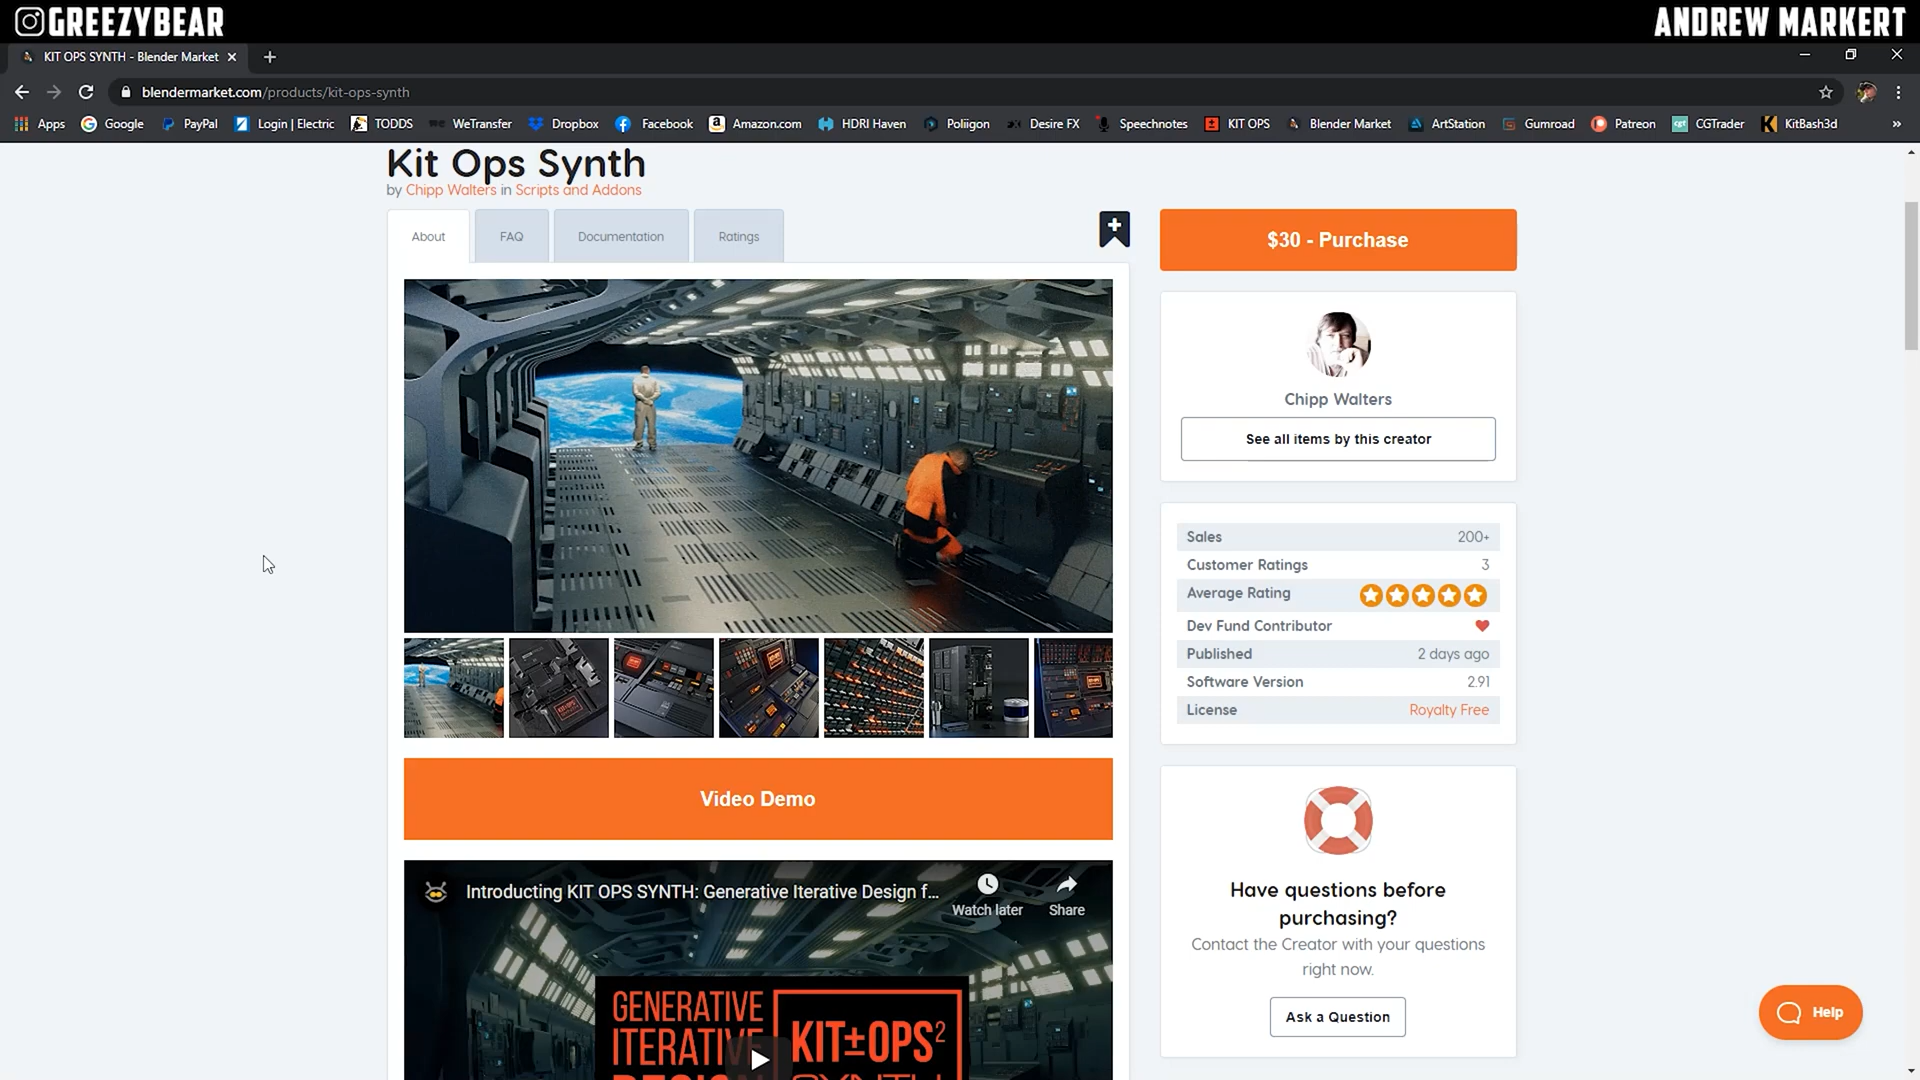 GREEZYBEAR
ANDREW MARKERT
KIT OPS SYNTH - Blender Market
blendermarket.com/products/kit-ops-synth
Apps Google PayPal Login | Electric TODDS WeTransfer Dropbox Facebook Amazon.com HDRI Haven Poliigon Desire FX Speechnotes KIT OPS Blender Market ArtStation Gumroad Patreon CGTrader KitBash3d »
Kit Ops Synth
by Chipp Walters in Scripts and Addons
About FAQ Documentation Ratings
$30 - Purchase
Chipp Walters
See all items by this creator
Sales 200+
Customer Ratings 3
Average Rating
Dev Fund Contributor
Published 2 days ago
Software Version 2.91
License Royalty Free
Video Demo
Introducting KIT OPS SYNTH: Generative Iterative Design f...
Watch later Share
GENERATIVE
ITERATIVE
KIT±OPS²
Have questions before
purchasing?
Contact the Creator with your questions
right now.
Ask a Question
Help